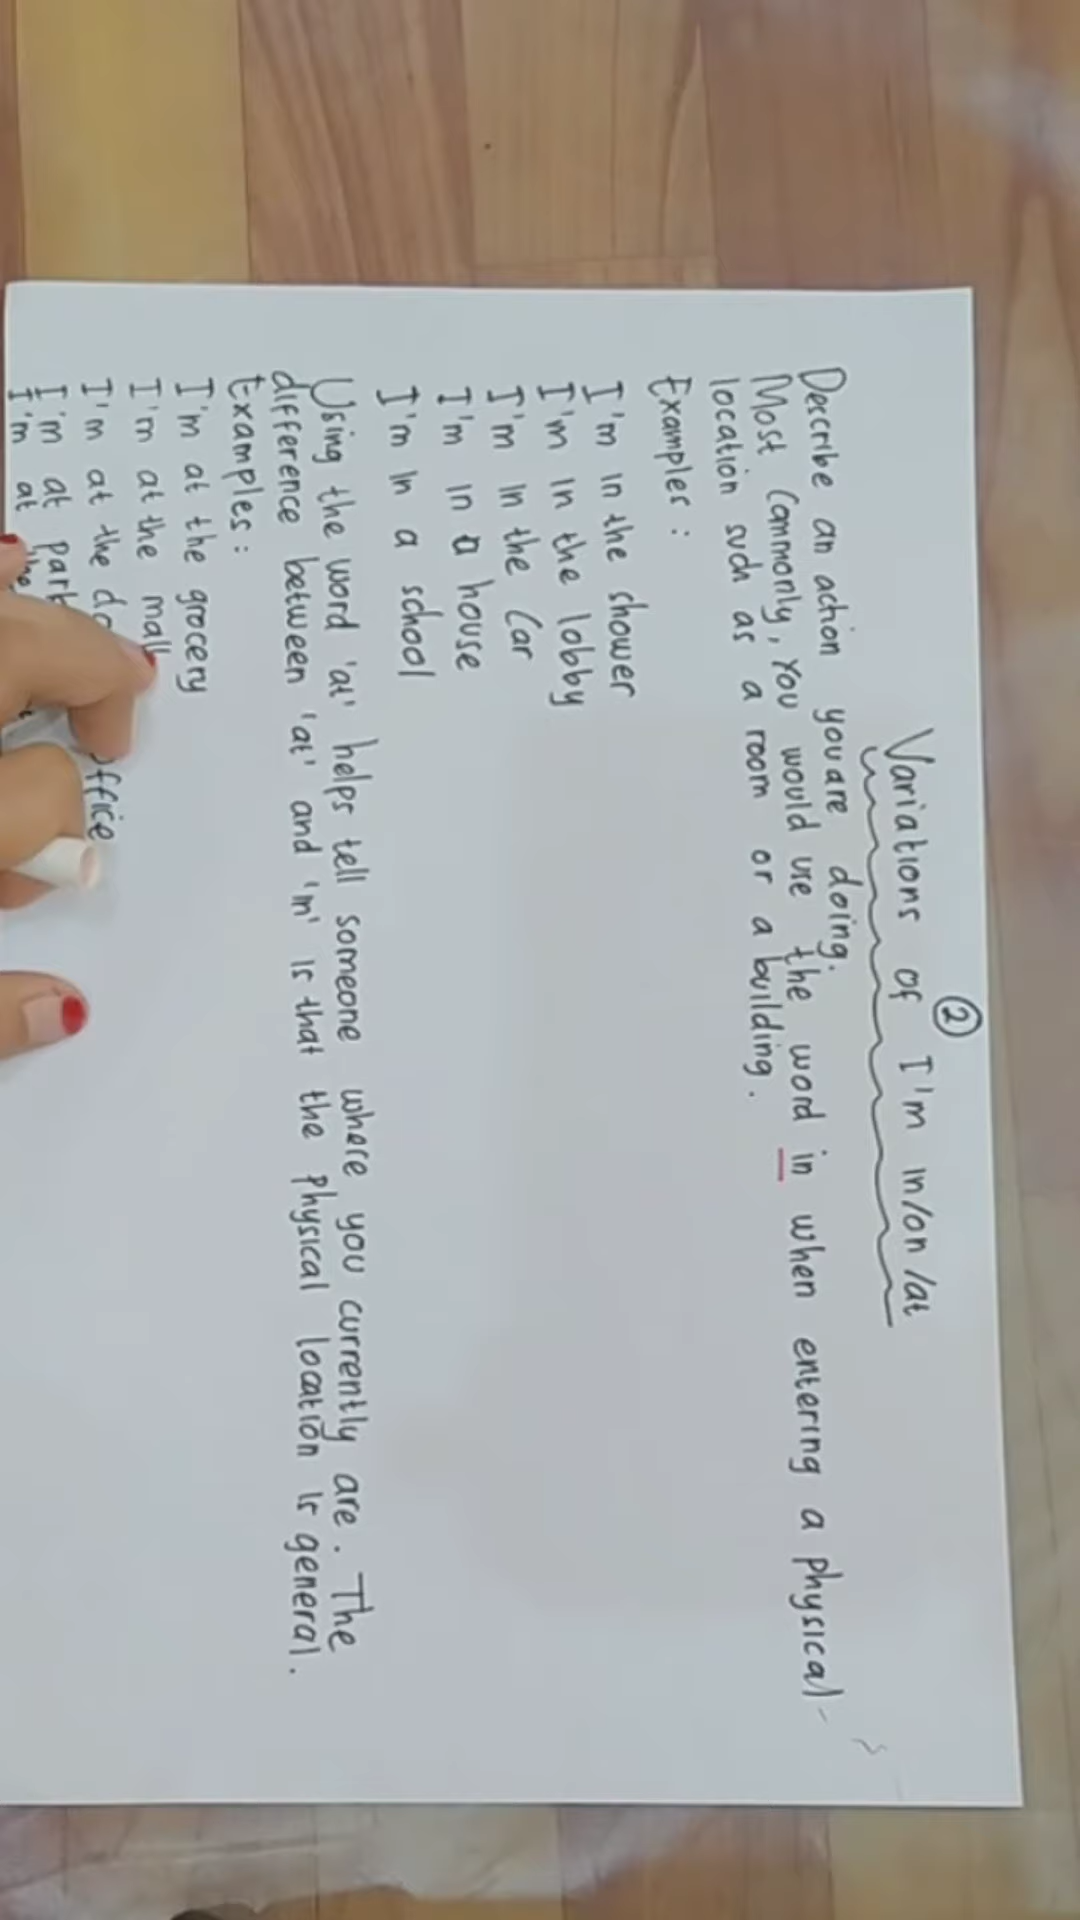 ②
Variations of I'm in/on/at
Describe an action you are doing.
Most Commonly, You would use the word in when entering a physical-
location such as a room or a building.
Examples:
I'm in the shower
I'm in the lobby
I'm in the Car
I'm in a house
I'm in a school
Using the word 'at' helps tell someone where you currently are. The
difference between 'at' and 'in' is that the physical location is general.
Examples:
I'm at the grocery
I'm at the mall
I'm at the office
I'm at
I'm at